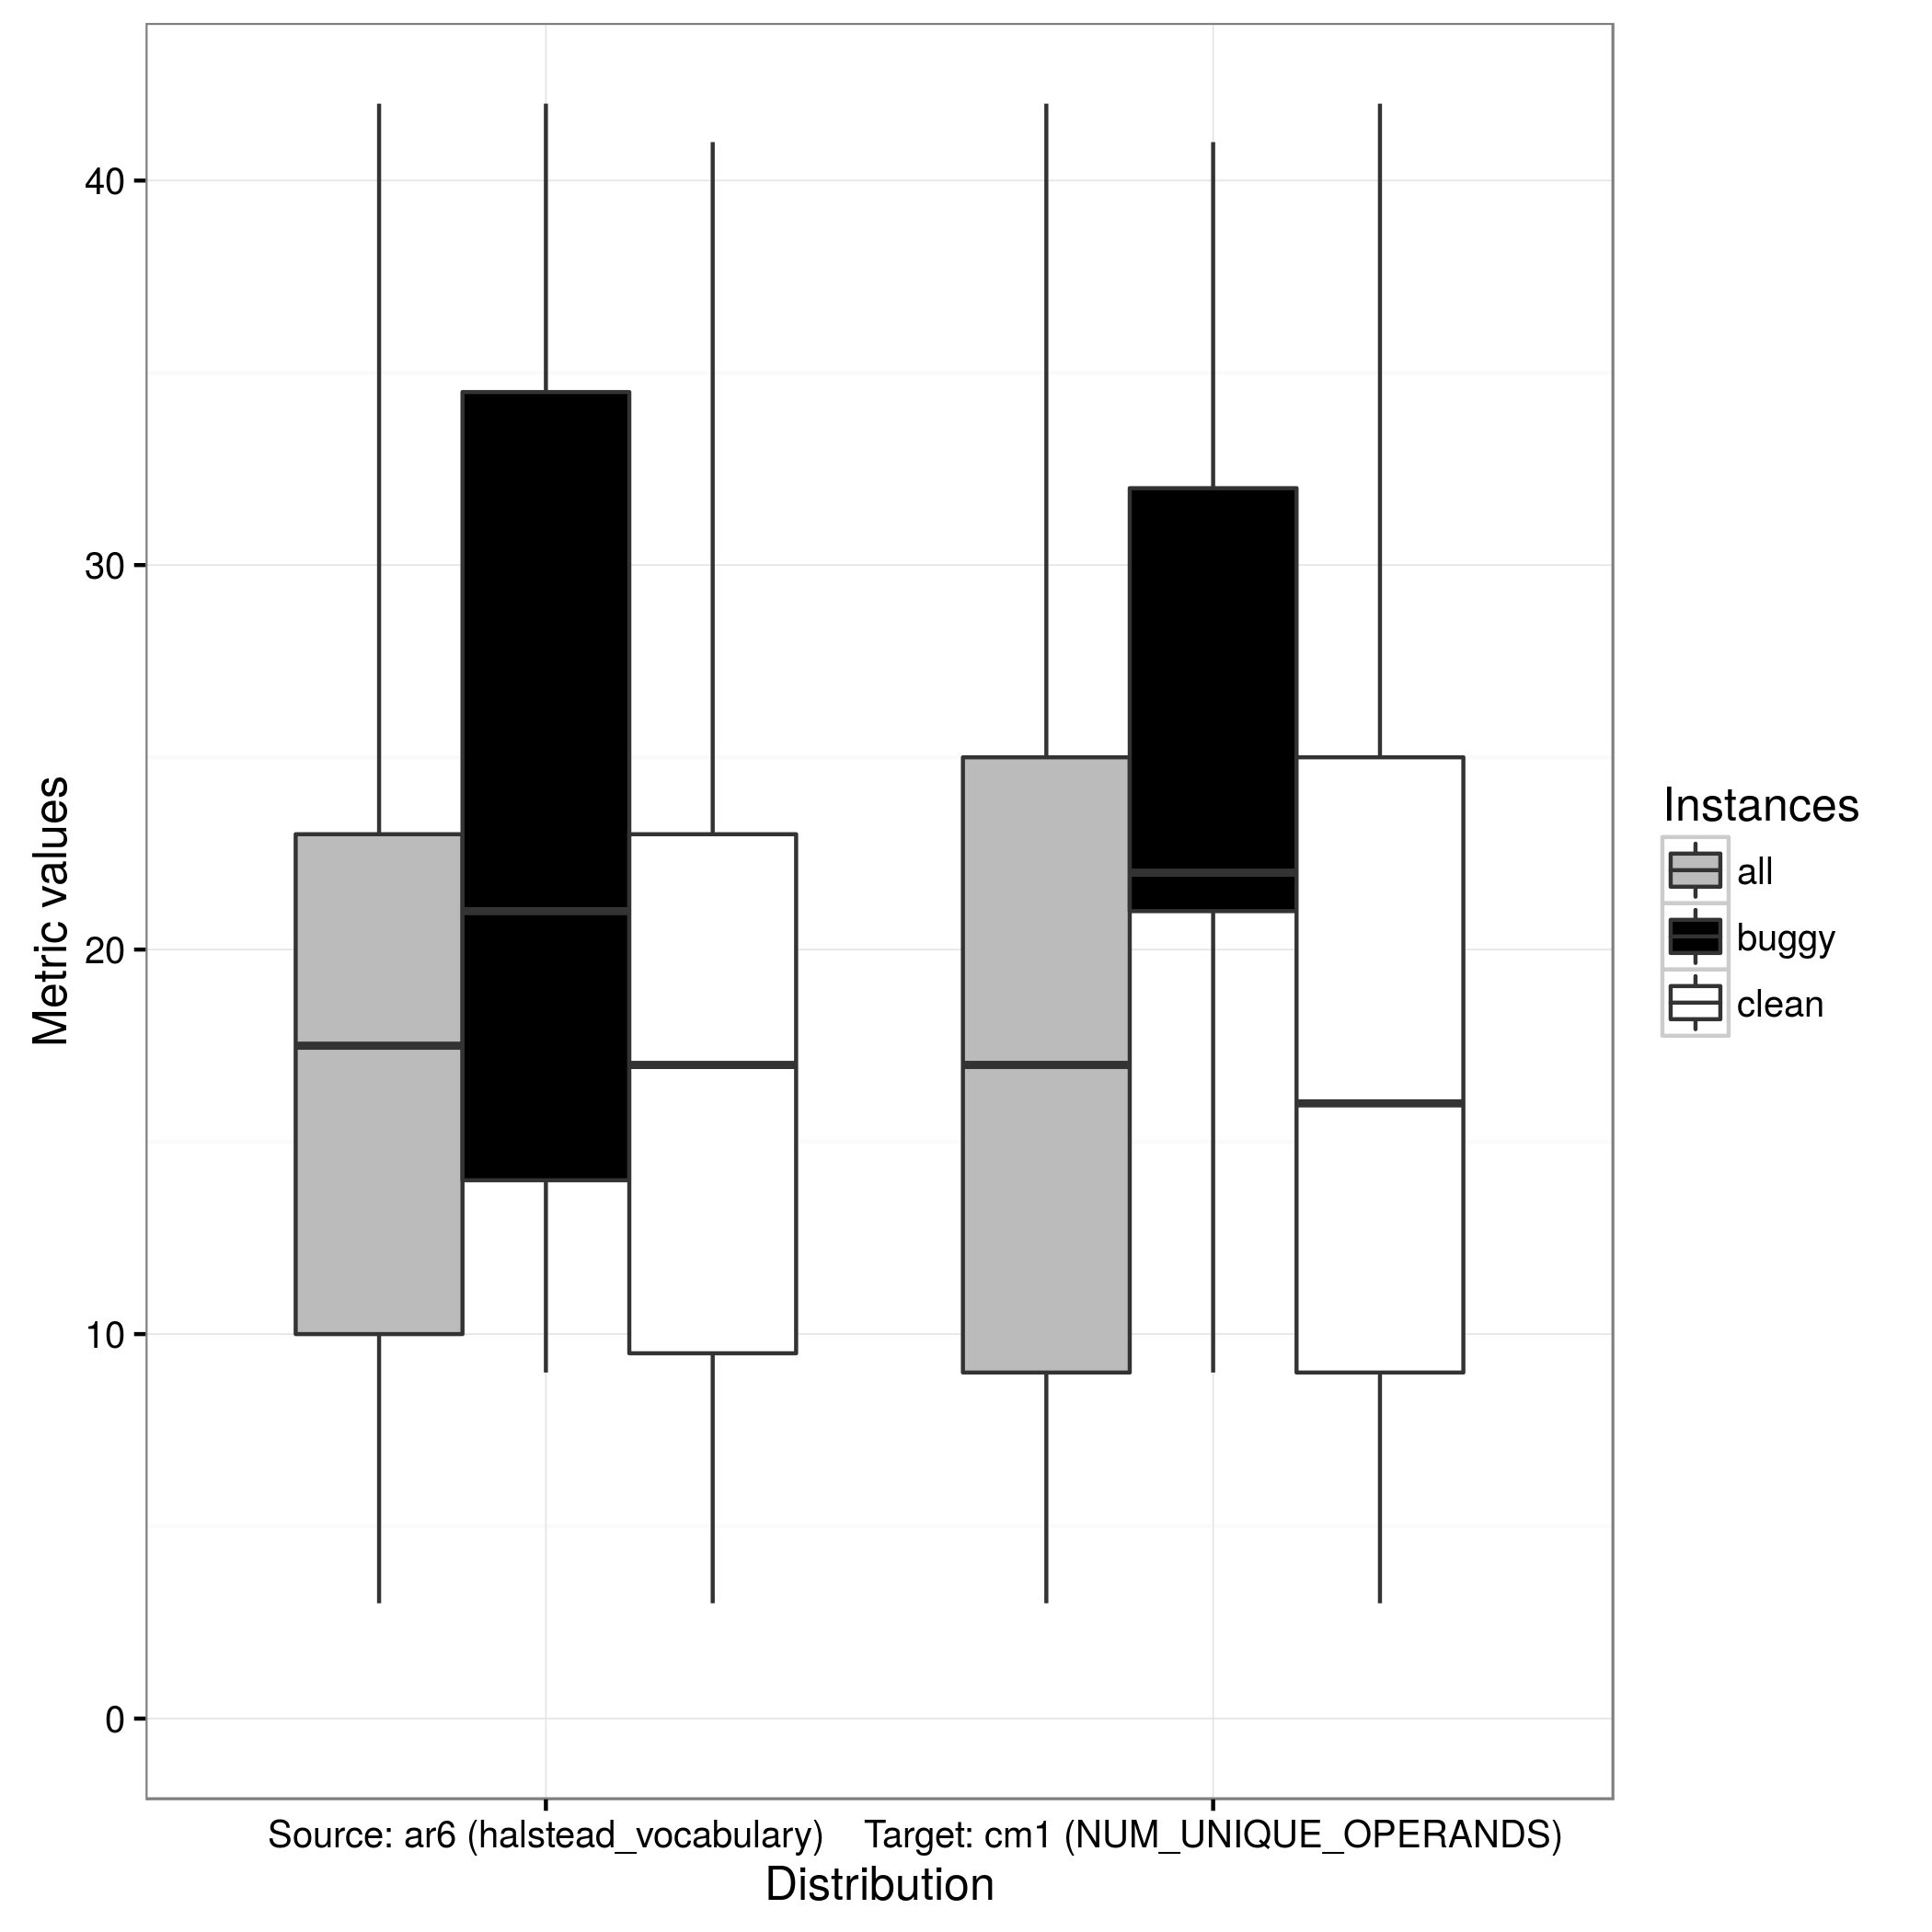 40
30
20
10
0
Metric values
Source: ar6 (halstead_vocabulary)
Target: cm1 (NUM_UNIQUE_OPERANDS)
Distribution
Instances
all
buggy
clean